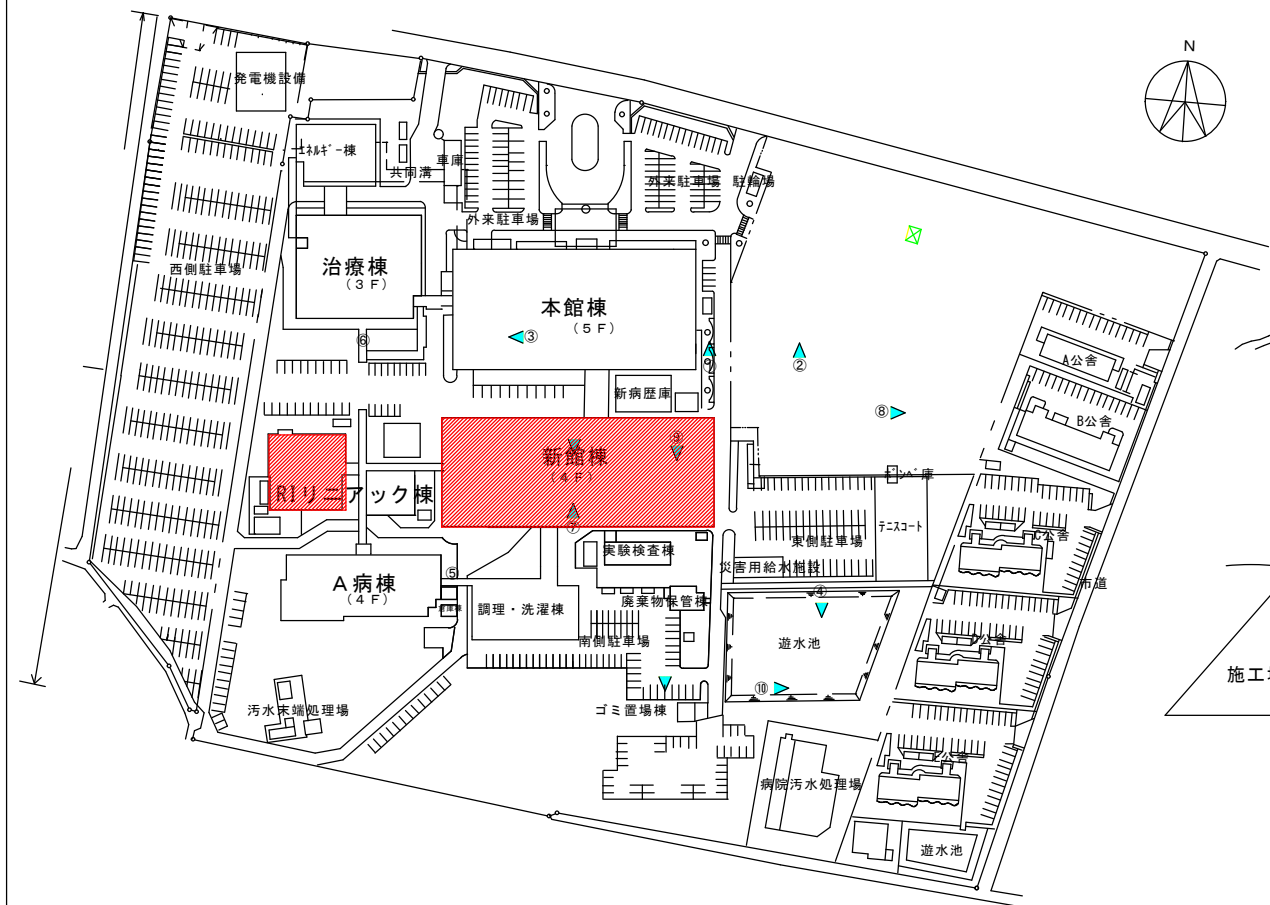 N
発電機設備
ｴﾈﾙｷﾞｰ棟
共同溝
車庫
外来駐車場
駐輪場
外来駐車場
西側駐車場
治療棟
（３Ｆ）
本館棟
（５Ｆ）
③
⑥
②
A公舎
新病歴庫
⑧
B公舎
⑨
新館棟
（４Ｆ）
ﾎﾞﾝﾍﾞ庫
RIリニアック棟
⑦
テニスコート
東側駐車場
C公舎
実験検査棟
災害用給水施設
市道
⑤
A病棟
（４Ｆ）
調理・洗濯棟
廃棄物保管棟
④
南側駐車場
遊水池
D公舎
施工場
⑩
汚水末端処理場
ゴミ置場棟
病院汚水処理場
遊水池